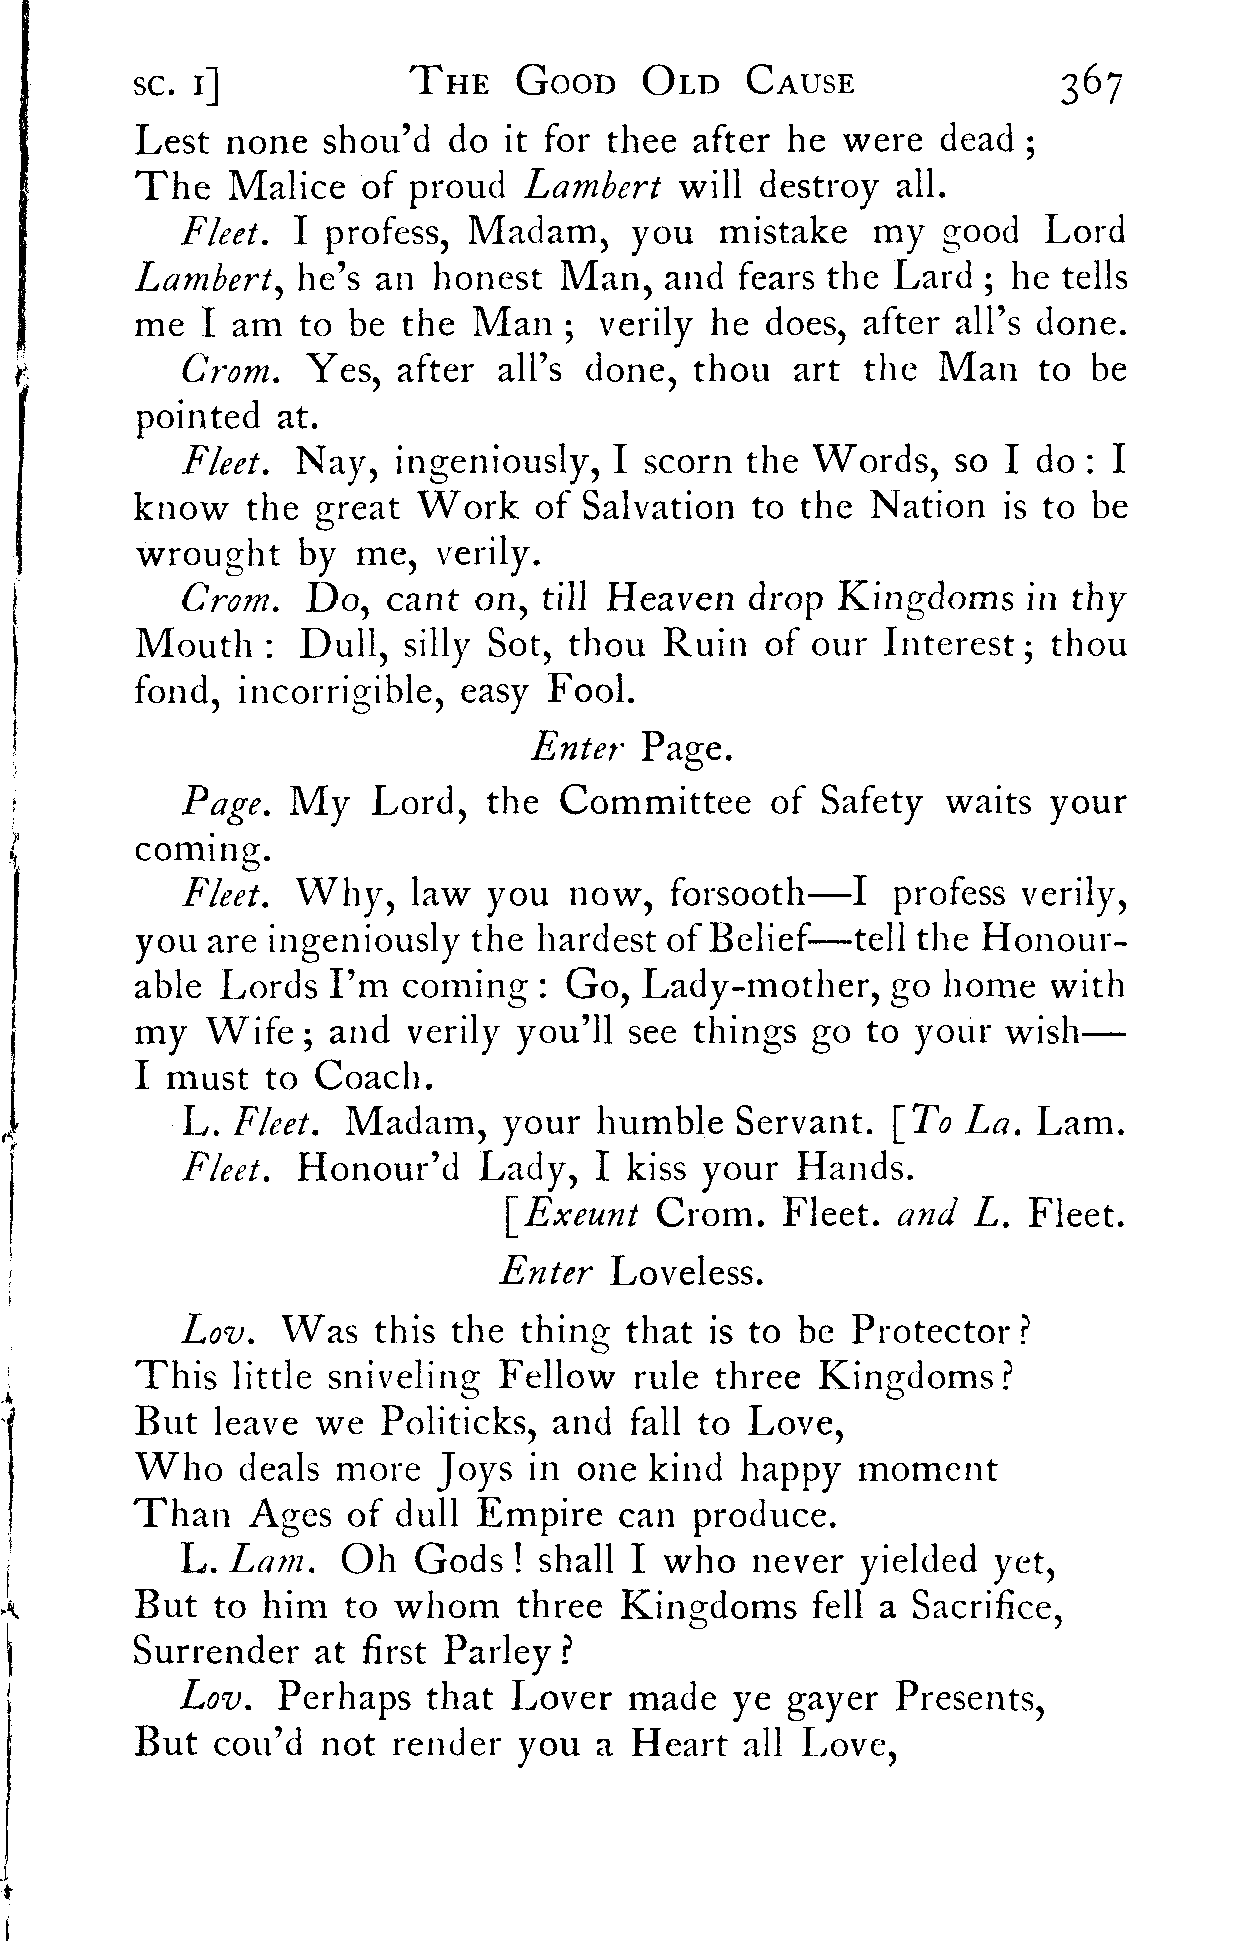 SC. I] THE GOOD OLD CAUSE 367
Lest none shou'd do it for thee after he were dead ;
The Malice of proud Lambert will destroy all.
Fleet. I profess, Madam, you mistake my good Lord
Lambert, he's an honest Man, and fears the Lard ; he tells
me I am to be the Man ; verily he does, after all's done.
Crom. Yes, after all's done, thou art the Man to be
pointed at.
Fleet. Nay, ingeniously, I scorn the Words, so I do : I
know the great Work of Salvation to the Nation is to be
wrought by me, verily.
Crom. Do, cant on, till Heaven drop Kingdoms in thy
Mouth : Dull, silly Sot, thou Ruin of our Interest ; thou
fond, incorrigible, easy Fool.
Enter Page.
Page. My Lord, the Committee of Safety waits your
coming.
Fleet. Why, law you now, forsooth—I profess verily,
you are ingeniously the hardest of Belief—tell the Honour-
able Lords I'm coming : Go, Lady-mother, go home with
my Wife ; and verily you'll see things go to your wish—
I must to Coach.
L. Fleet. Madam, your humble Servant. [To La. Lam.
Fleet. Honour'd Lady, I kiss your Hands.
[Exeunt Crom. Fleet. and L. Fleet.
Enter Loveless.
Lov. Was this the thing that is to be Protector ?
This little sniveling Fellow rule three Kingdoms ?
But leave we Politicks, and fall to Love,
Who deals more Joys in one kind happy moment
Than Ages of dull Empire can produce.
L. Lam. Oh Gods ! shall I who never yielded yet,
But to him to whom three Kingdoms fell a Sacrifice,
Surrender at first Parley ?
Lov. Perhaps that Lover made ye gayer Presents,
But cou'd not render you a Heart all Love,